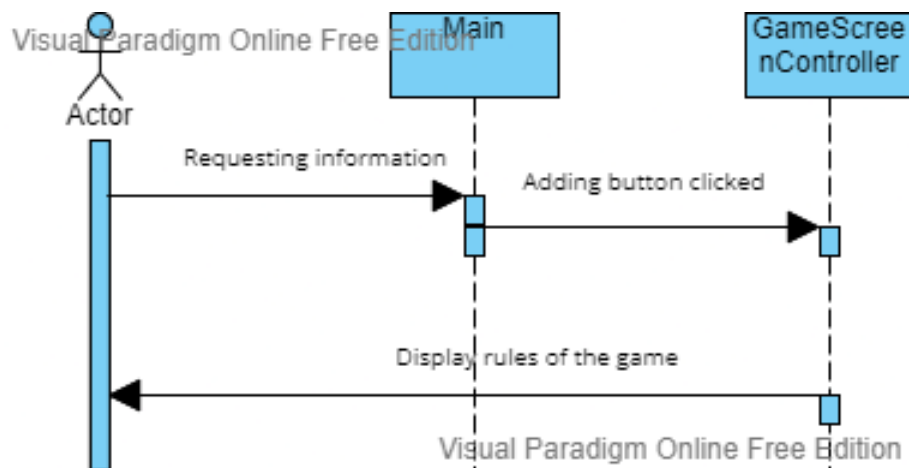 Visual Paradigm Online Free Edition
Main
GameScree
nController
Actor
Requesting information
Adding button clicked
Display rules of the game
Visual Paradigm Online Free Edition